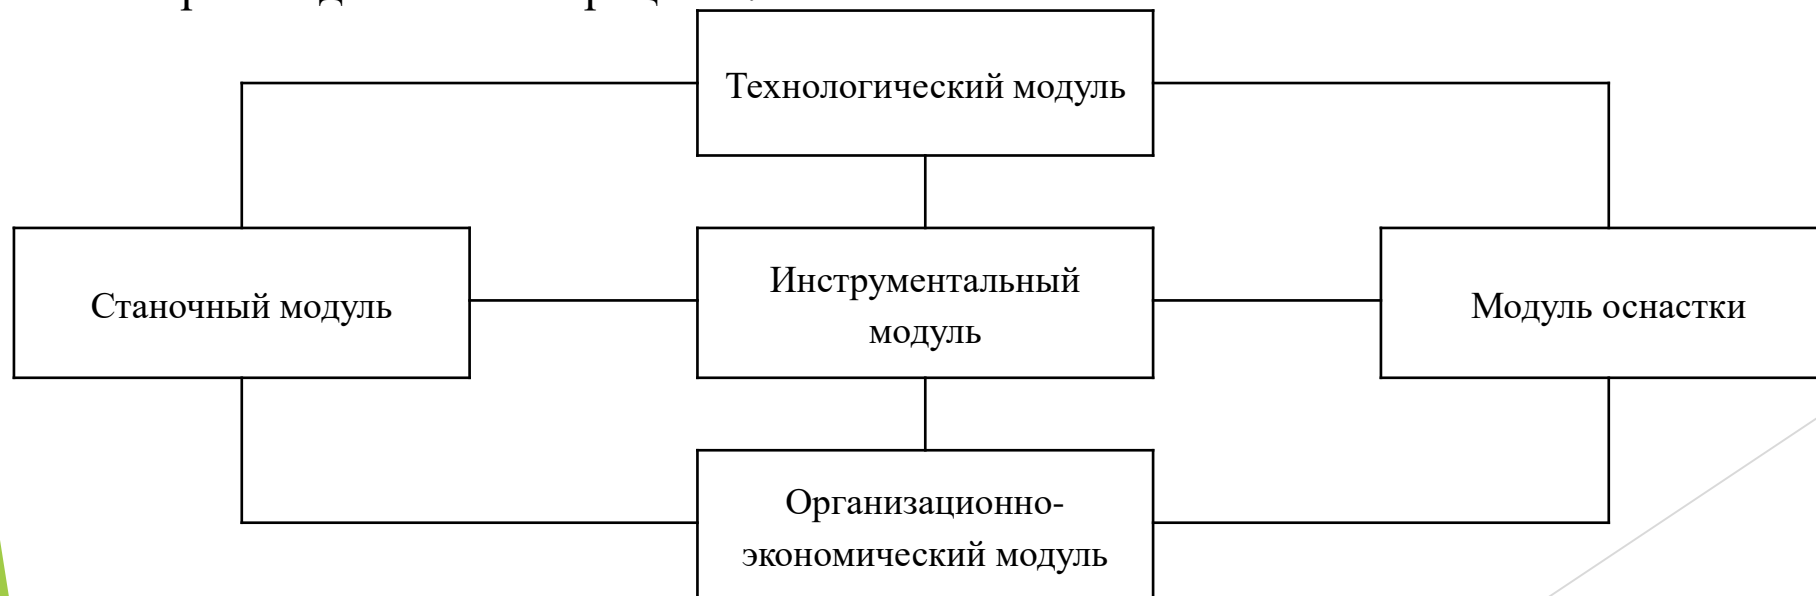 Технологический модуль
Станочный модуль
Инструментальный
модуль
Модуль оснастки
Организационно-
экономический модуль